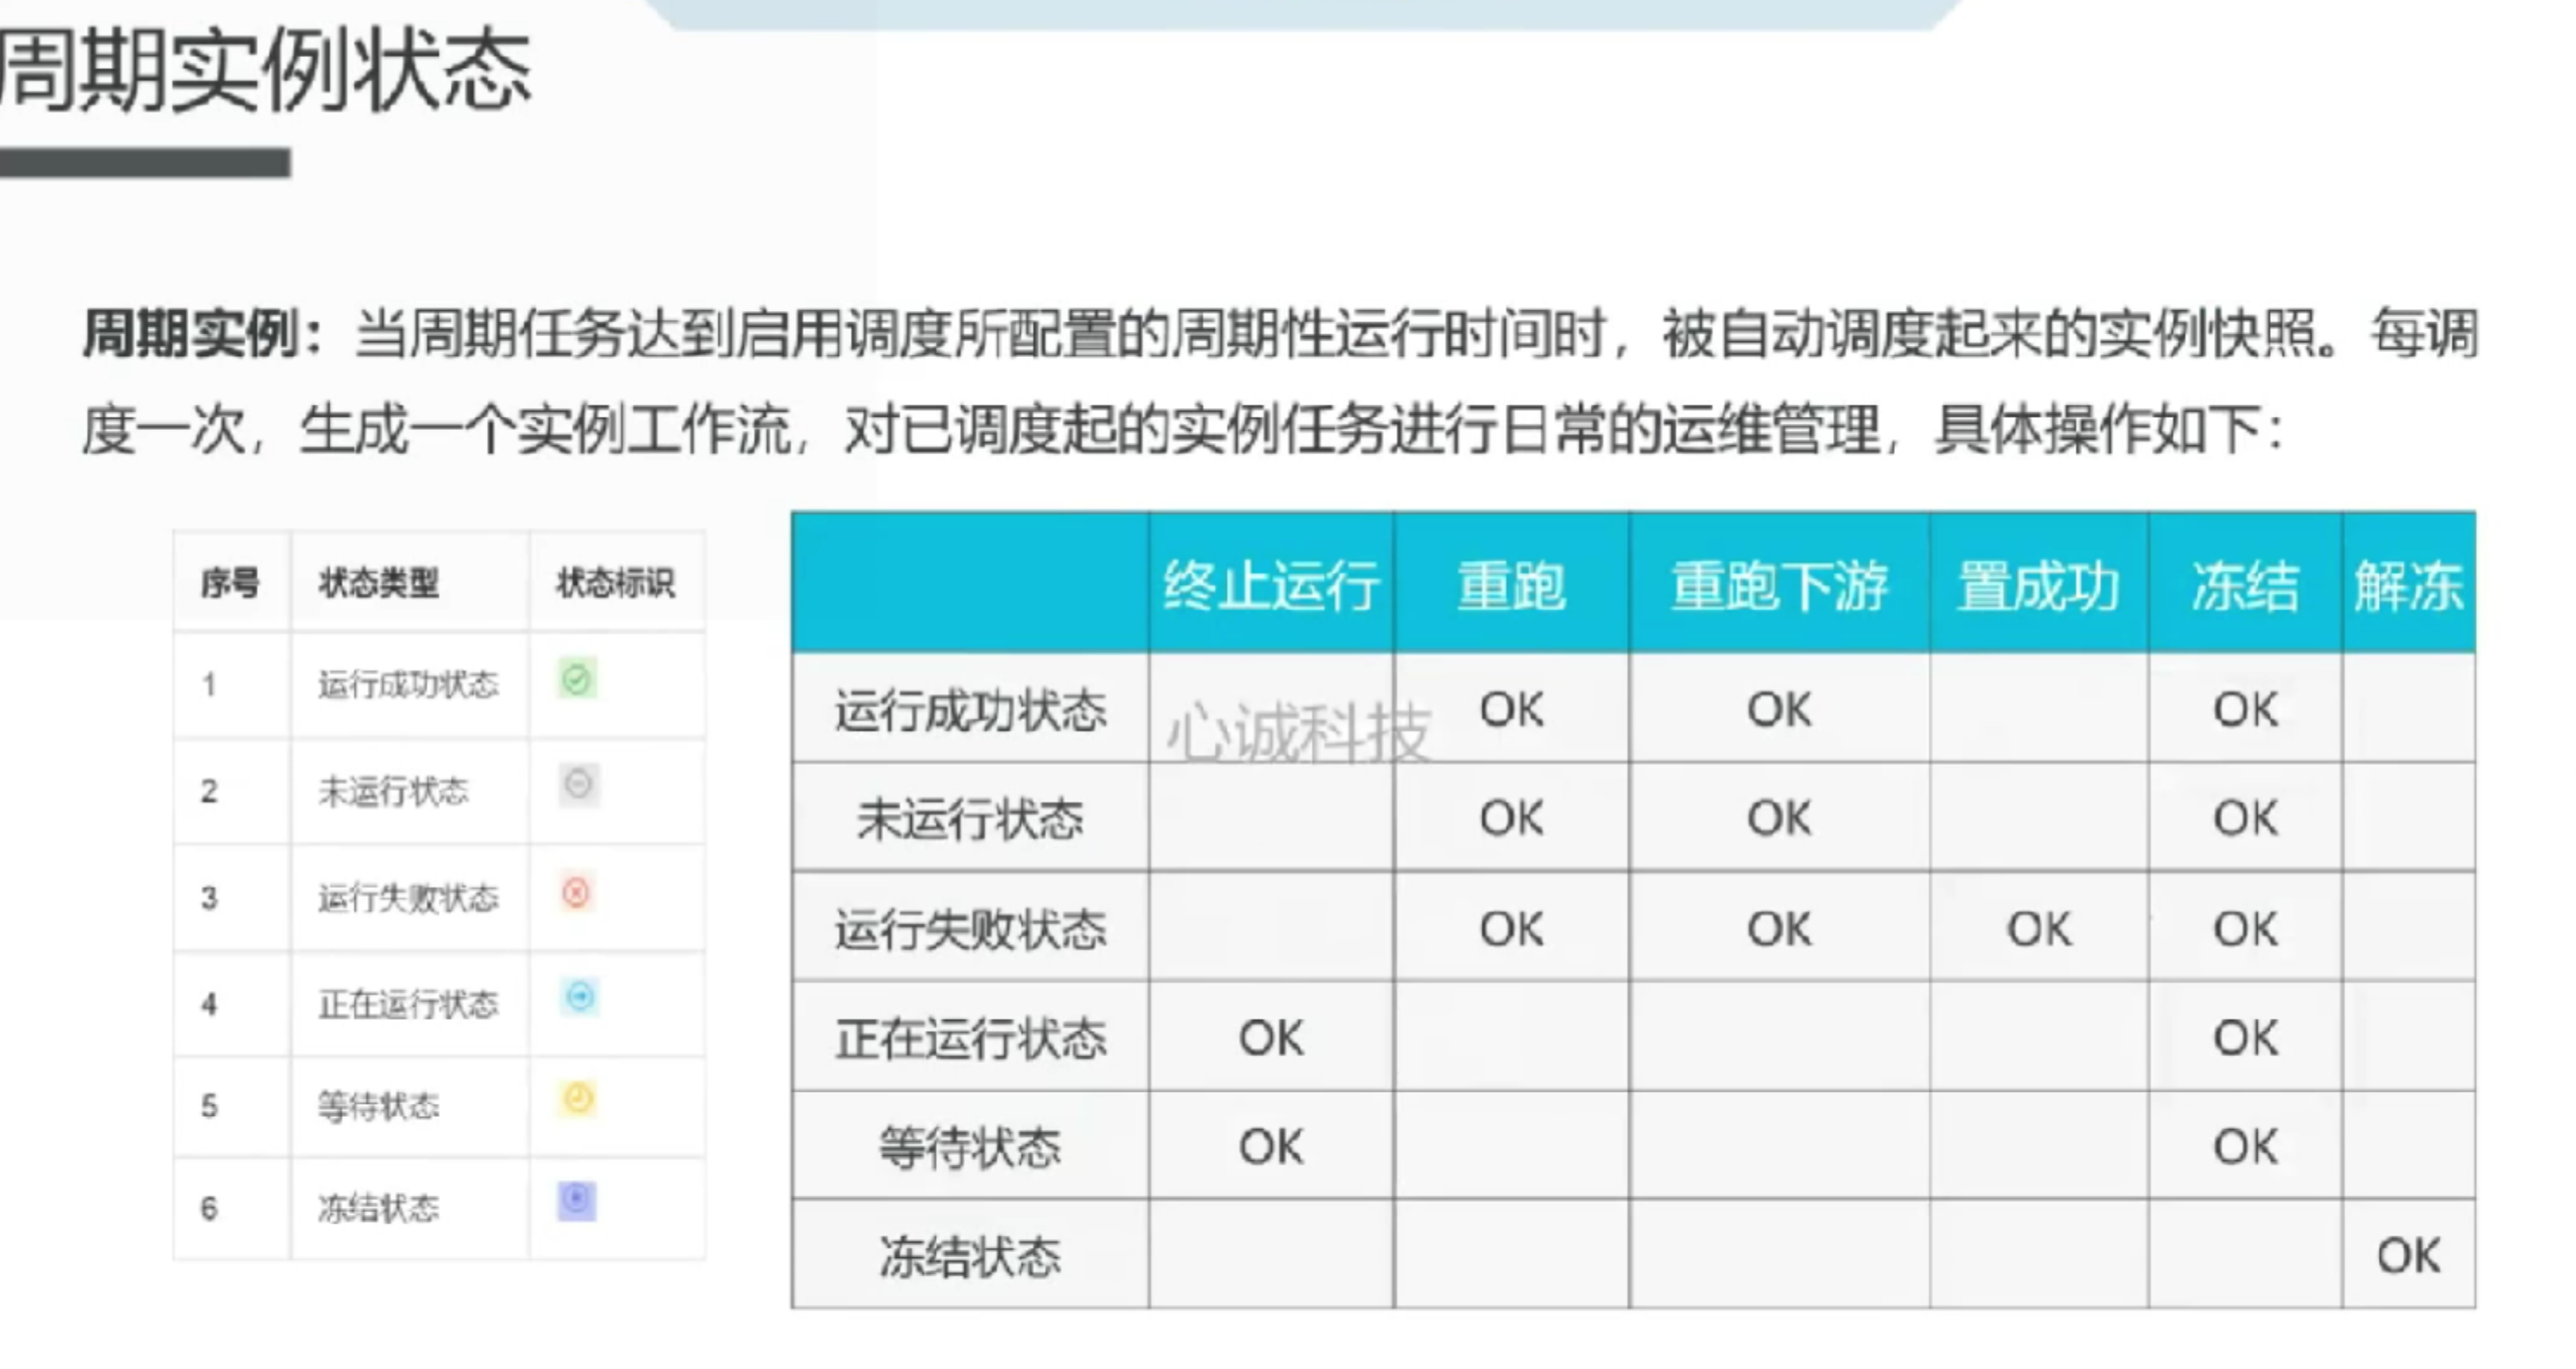 周期实例状态
周期实例：当周期任务达到启用调度所配置的周期性运行时间时，被自动调度起来的实例快照。每调
度一次，生成一个实例工作流，对已调度起的实例任务进行日常的运维管理，具体操作如下：
序号 状态类型 状态标识
1 运行成功状态
2 未运行状态
3 运行失败状态
4 正在运行状态
5 等待状态
6 冻结状态
终止运行 重跑 重跑下游 置成功 冻结 解冻
运行成功状态 OK OK OK
心诚科技
未运行状态 OK OK OK
运行失败状态 OK OK OK OK
正在运行状态 OK OK
等待状态 OK OK
冻结状态 OK